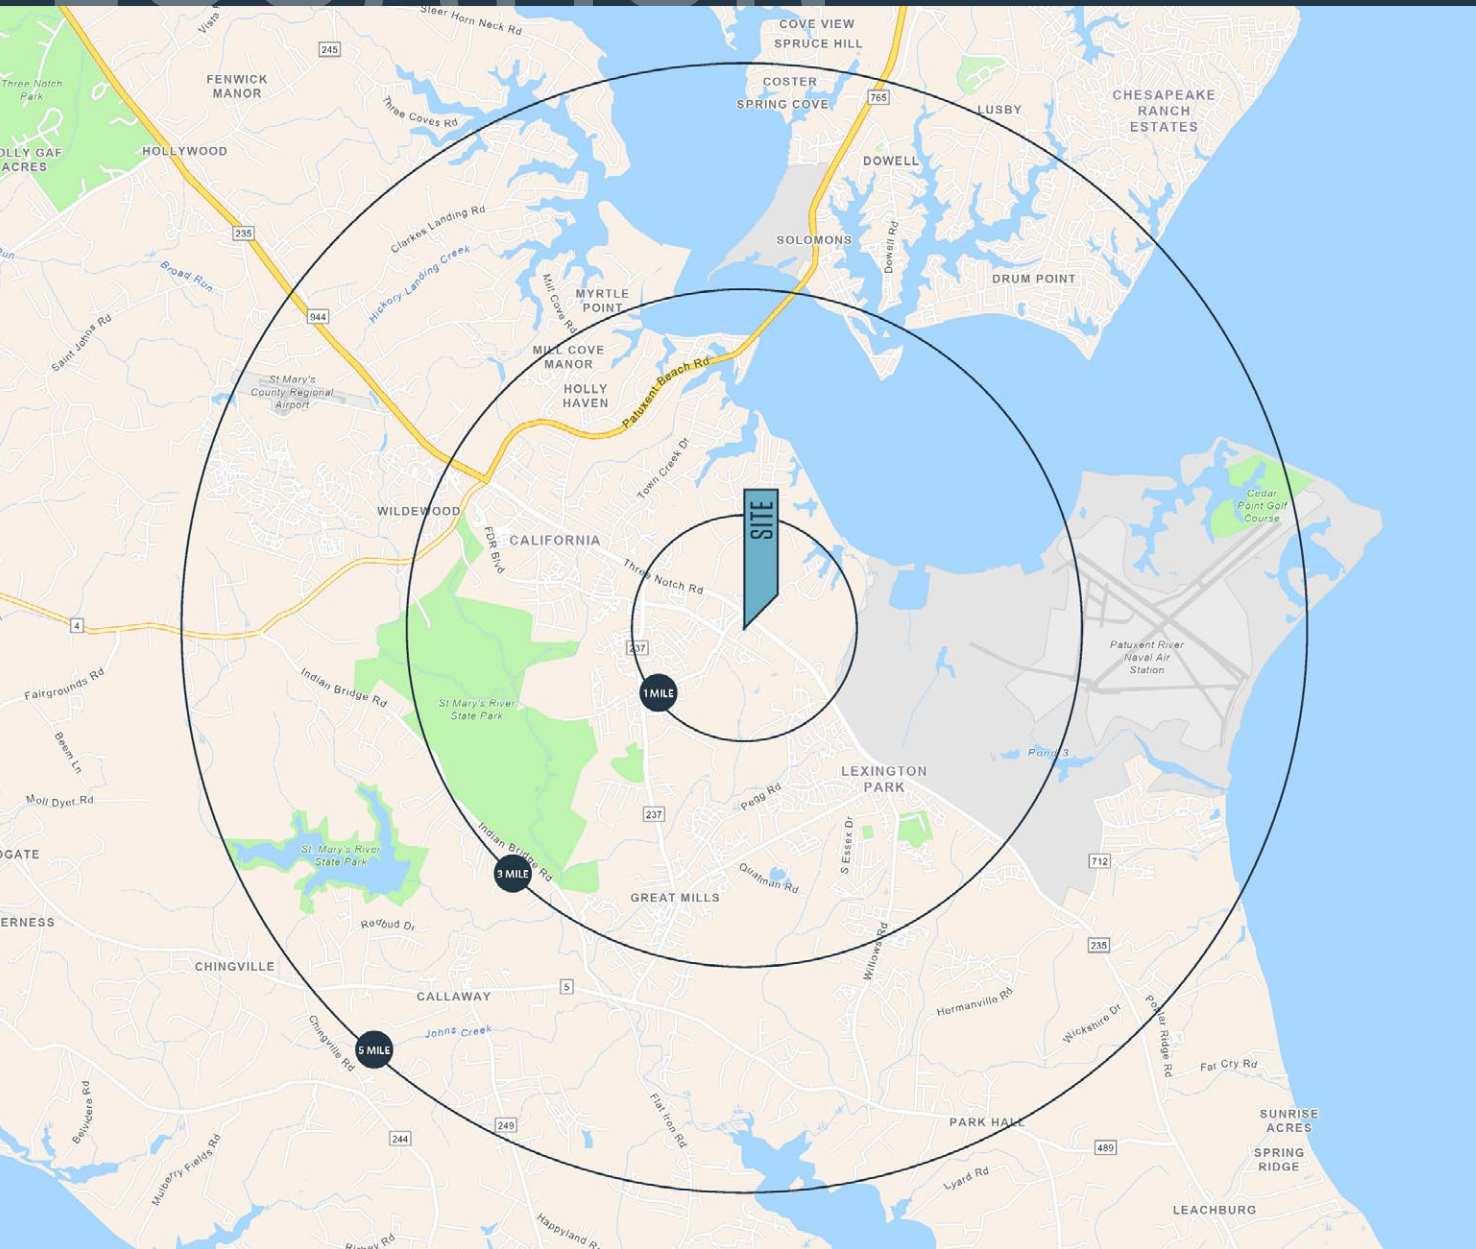 Steer Horn Neck Rd
COVE VIEW
SPRUCE HILL
245
Three Notch
Park
FENWICK
MANOR
COSTER
SPRING COVE
765
LUSBY
CHESAPEAKE
RANCH
ESTATES
Three Coves Rd
HOLLYWOOD
OLLY GAF
ACRES
DOWELL
235
Clarkes Landing Rd
SOLOMONS
Dowell Rd
Broad Run
Hickory Landing Creek
DRUM POINT
Mill Cove Rd
MYRTLE
POINT
944
Saint Johns Rd
MILL COVE
MANOR
Patuxent Beach Rd
St Mary's
County Regional
Airport
HOLLY
HAVEN
Town Creek Dr
SITE
Cedar
Point Golf
Course
WILDEWOOD
FDR Blvd
CALIFORNIA
Three Notch Rd
4
237
Patuxent River
Naval Air
Station
Fairgrounds Rd
Indian Bridge Rd
1 MILE
St Mary's River
State Park
Beem Ln
Pond 3
LEXINGTON
PARK
Moll Dyer Rd
Pegg Rd
237
Indian Bridge Rd
S Essex Dr
St. Mary's River
State Park
OGATE
712
3 MILE
Qualman Rd
GREAT MILLS
ERNESS
Redbud Dr
Willows Rd
235
CHINGVILLE
5
CALLAWAY
Hermanville Rd
Johns Creek
Wickshire Dr
Poplar Ridge Rd
Chingville Rd
5 MILE
Far Cry Rd
Belvidere Rd
Flat Iron Rd
249
244
PARK HALL
SUNRISE
ACRES
489
SPRING
RIDGE
Mulberry Fields Rd
Lyard Rd
LEACHBURG
Happyland R